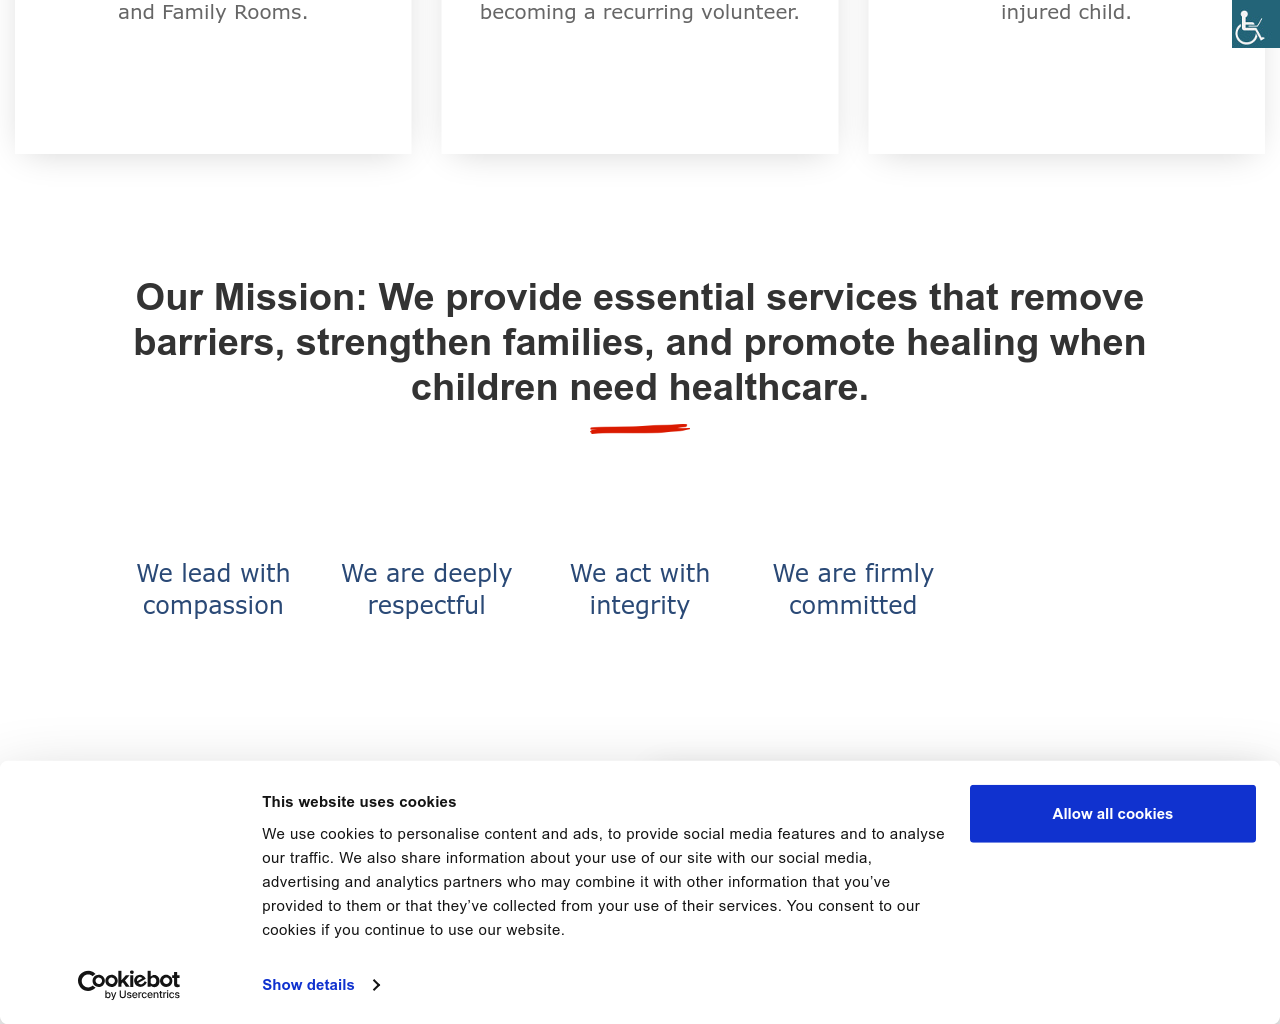 and Family Rooms.
becoming a recurring volunteer.
injured child.
Our Mission: We provide essential services that remove
barriers, strengthen families, and promote healing when
children need healthcare.
We lead with
compassion
We are deeply
respectful
We act with
integrity
We are firmly
committed
This website uses cookies
We use cookies to personalise content and ads, to provide social media features and to analyse
our traffic. We also share information about your use of our site with our social media,
advertising and analytics partners who may combine it with other information that you’ve
provided to them or that they’ve collected from your use of their services. You consent to our
cookies if you continue to use our website.
Allow all cookies
Cookiebot
by Usercentrics
Show details